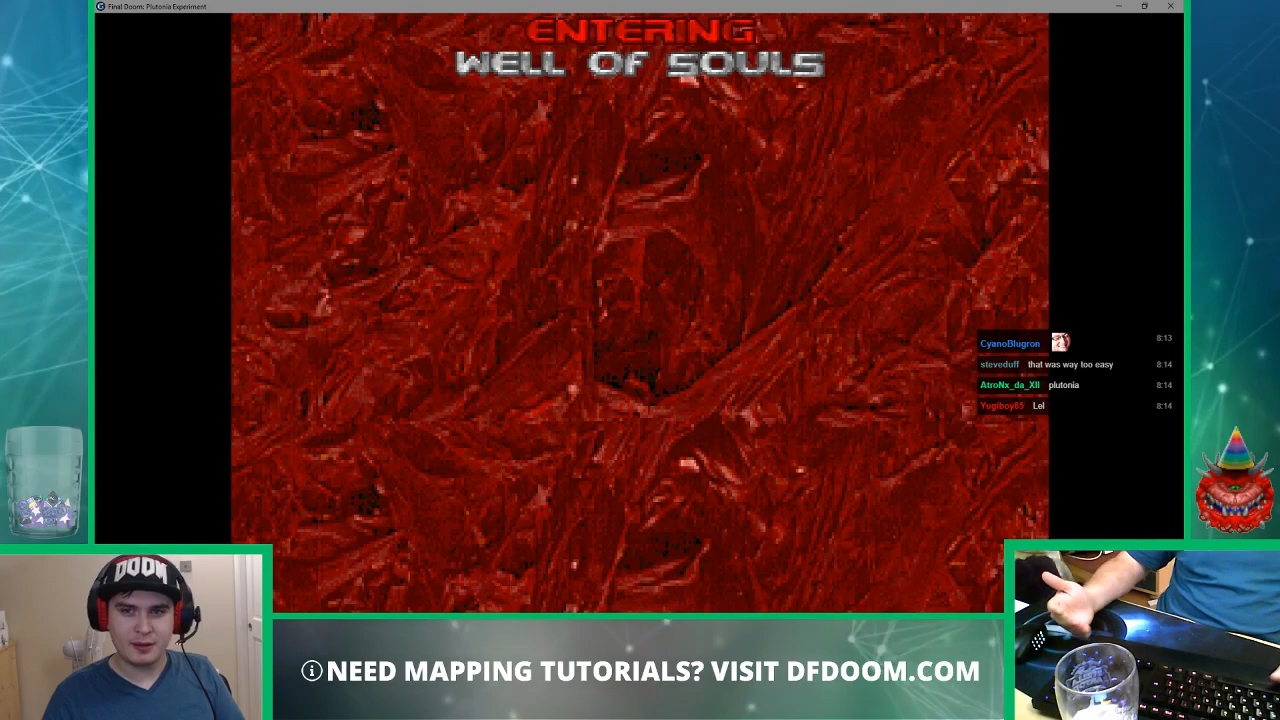 Final Doom: Plutonia Experiment
ENTERING
WELL OF SOULS
CyanoBlugron 8:13
steveduff that was way too easy 8:14
AtroNx_da_XII plutonia 8:14
Yugiboy85 Lel 8:14
DOOM
NEED MAPPING TUTORIALS? VISIT DFDOOM.COM